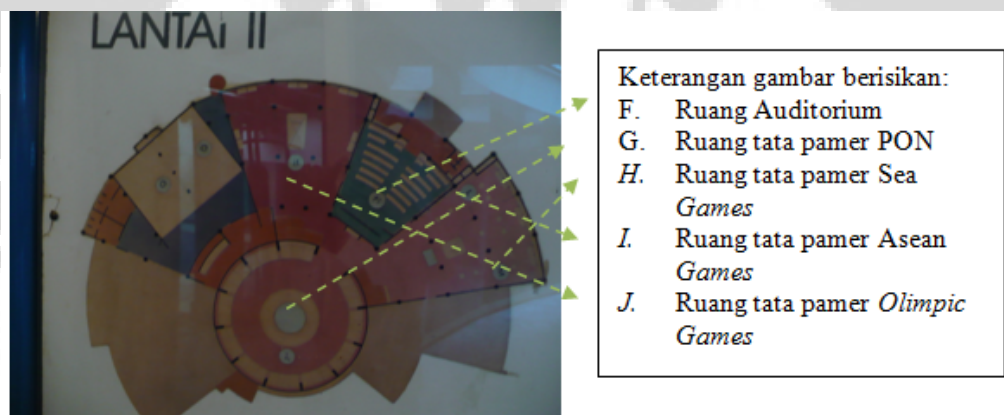 LANTAI II
Keterangan gambar berisikan:
F. Ruang Auditorium
G. Ruang tata pamer PON
H. Ruang tata pamer Sea
Games
I. Ruang tata pamer Asean
Games
J. Ruang tata pamer Olimpic
Games